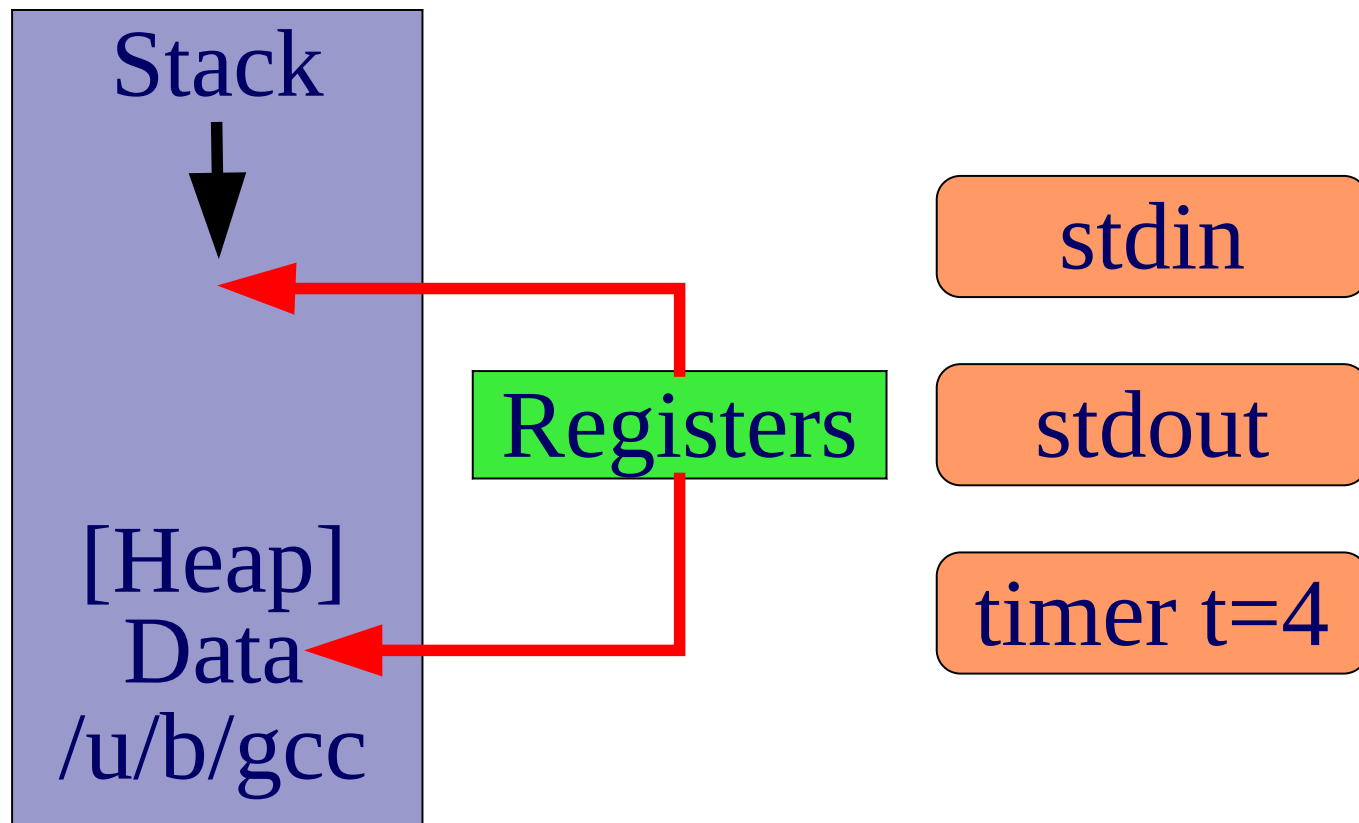 Stack
[Heap]
Data
/u/b/gcc
Registers
stdin
stdout
timer t=4